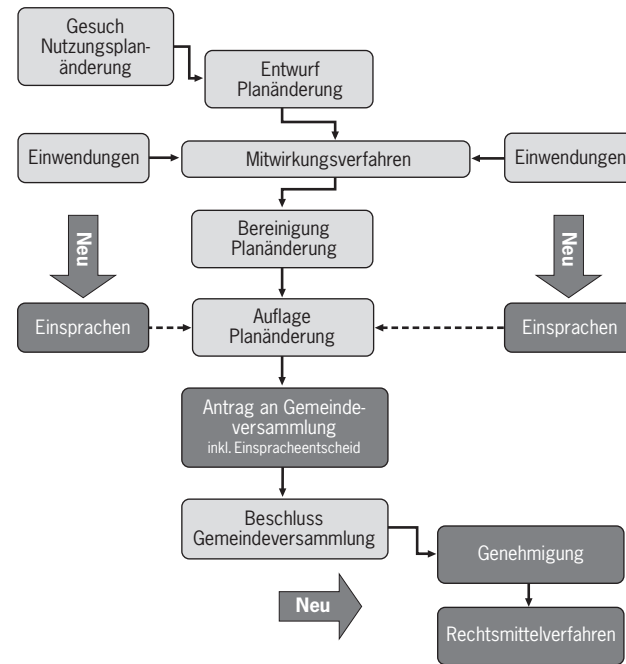 Gesuch
Nutzungsplan-
änderung
Entwurf
Planänderung
Einwendungen
Mitwirkungsverfahren
Einwendungen
Bereinigung
Planänderung
Neu
Neu
Einsprachen
Auflage
Planänderung
Einsprachen
Antrag an Gemeinde-
versammlung
inkl. Einspracheentscheid
Beschluss
Gemeindeversammlung
Genehmigung
Neu
Rechtsmittelverfahren